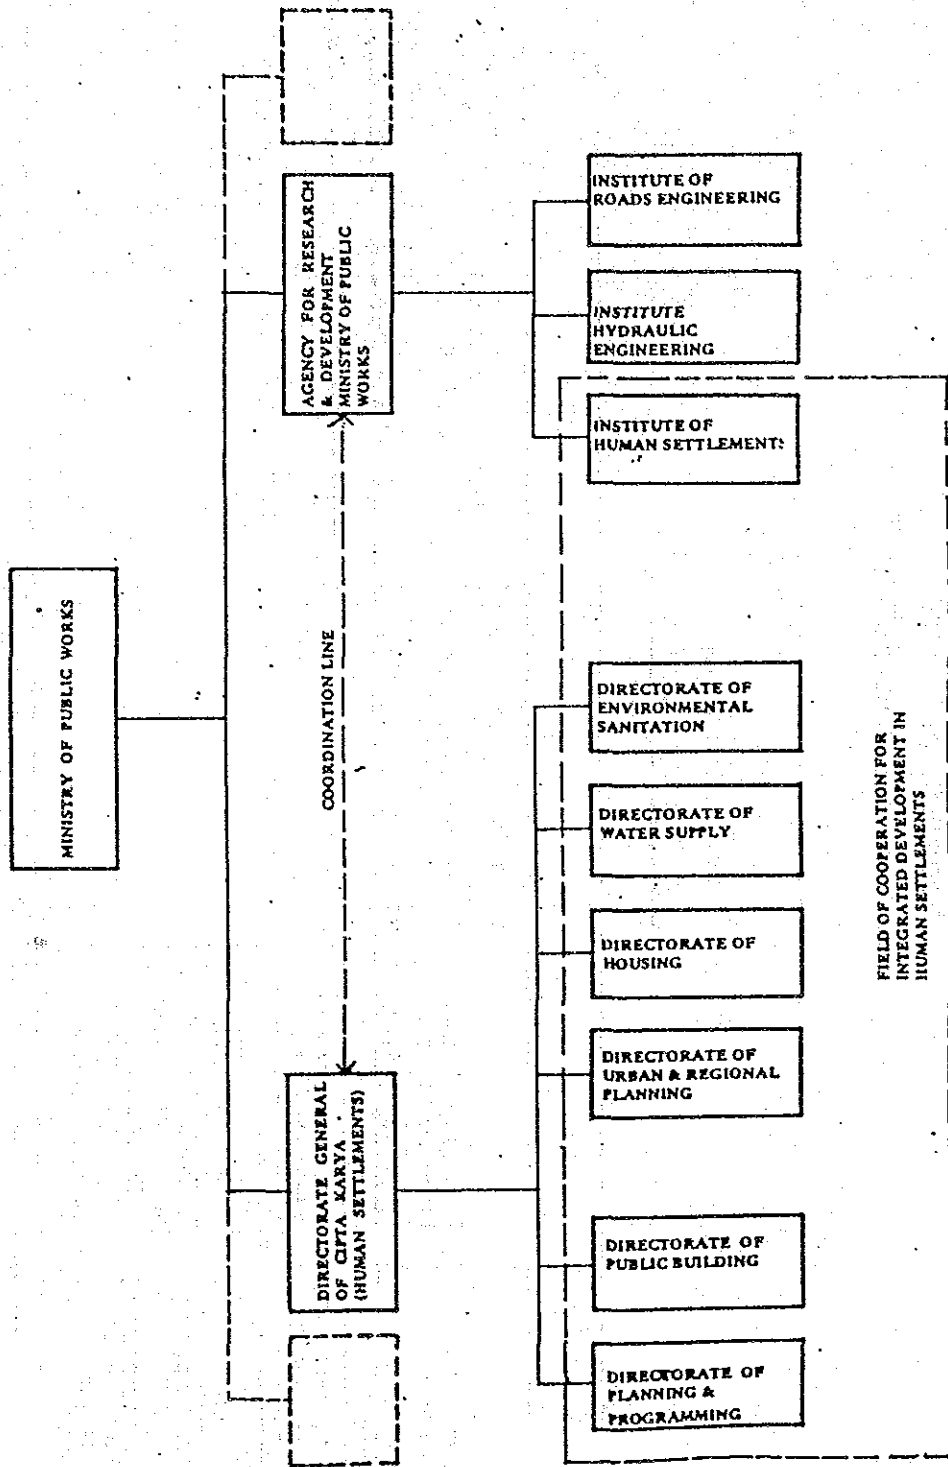 MINISTRY OF PUBLIC WORKS
DIRECTORATE GENERAL
OF CIPTA KARYA
(HUMAN SETTLEMENTS)
COORDINATION LINE
AGENCY FOR RESEARCH
& DEVELOPMENT
MINISTRY OF PUBLIC
WORKS
INSTITUTE OF
ROADS ENGINEERING
INSTITUTE
HYDRAULIC
ENGINEERING
INSTITUTE OF
HUMAN SETTLEMENTS
DIRECTORATE OF
ENVIRONMENTAL
SANITATION
DIRECTORATE OF
WATER SUPPLY
DIRECTORATE OF
HOUSING
DIRECTORATE OF
URBAN & REGIONAL
PLANNING
DIRECTORATE OF
PUBLIC BUILDING
DIRECTORATE OF
PLANNING &
PROGRAMMING
FIELD OF COOPERATION FOR
INTEGRATED DEVELOPMENT IN
HUMAN SETTLEMENTS